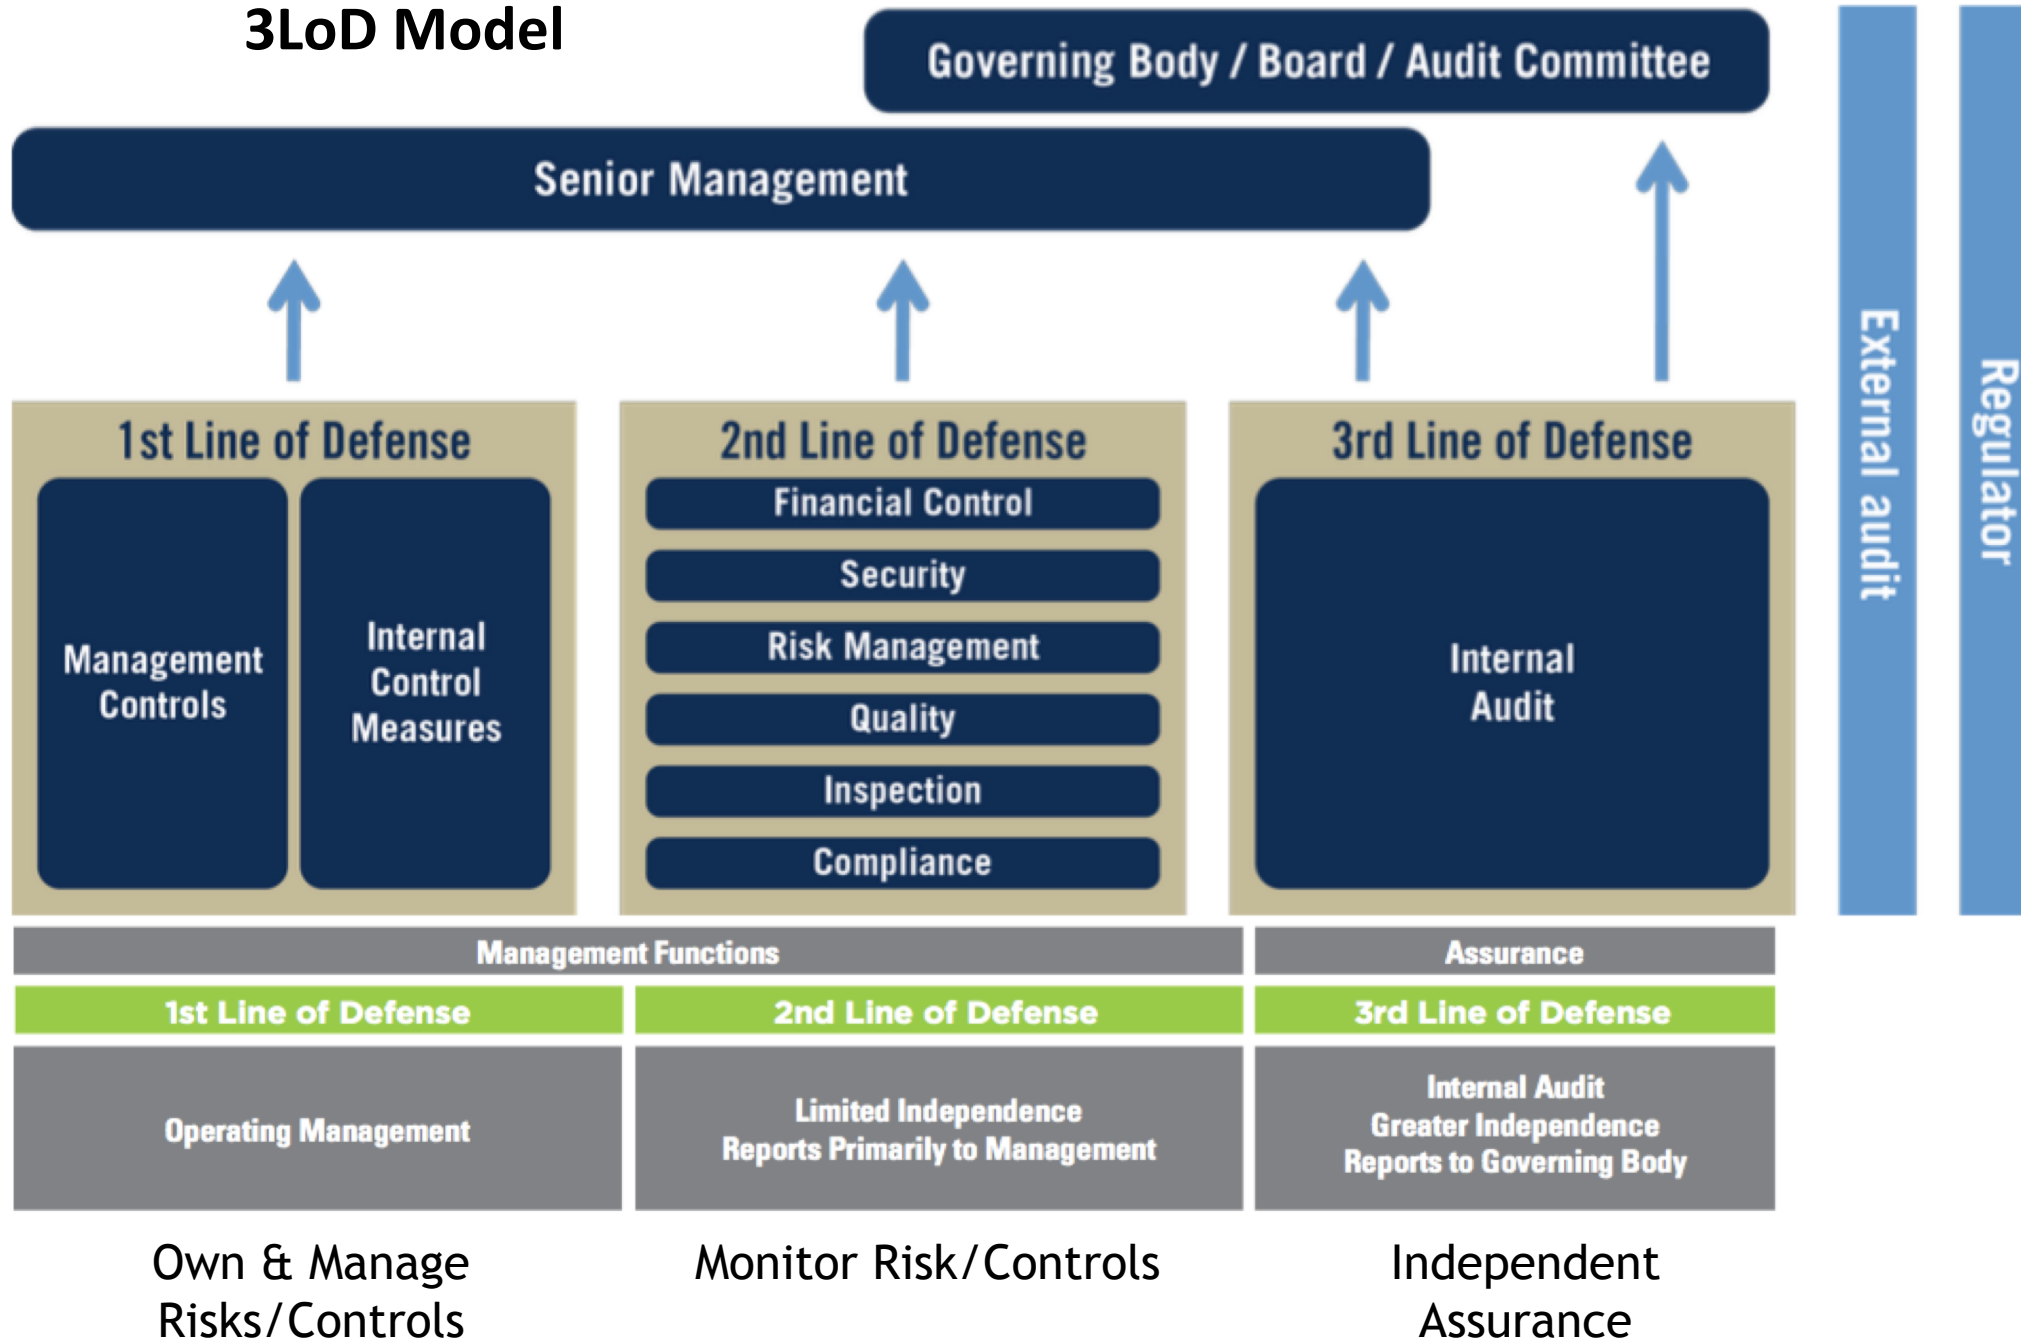 3LoD Model
Governing Body / Board / Audit Committee
Senior Management
1st Line of Defense
Management
Controls
Internal
Control
Measures
2nd Line of Defense
Financial Control
Security
Risk Management
Quality
Inspection
Compliance
3rd Line of Defense
Internal
Audit
External audit
Regulator
Management Functions
Assurance
1st Line of Defense
2nd Line of Defense
3rd Line of Defense
Operating Management
Limited Independence
Reports Primarily to Management
Internal Audit
Greater Independence
Reports to Governing Body
Own & Manage
Risks/Controls
Monitor Risk/Controls
Independent
Assurance